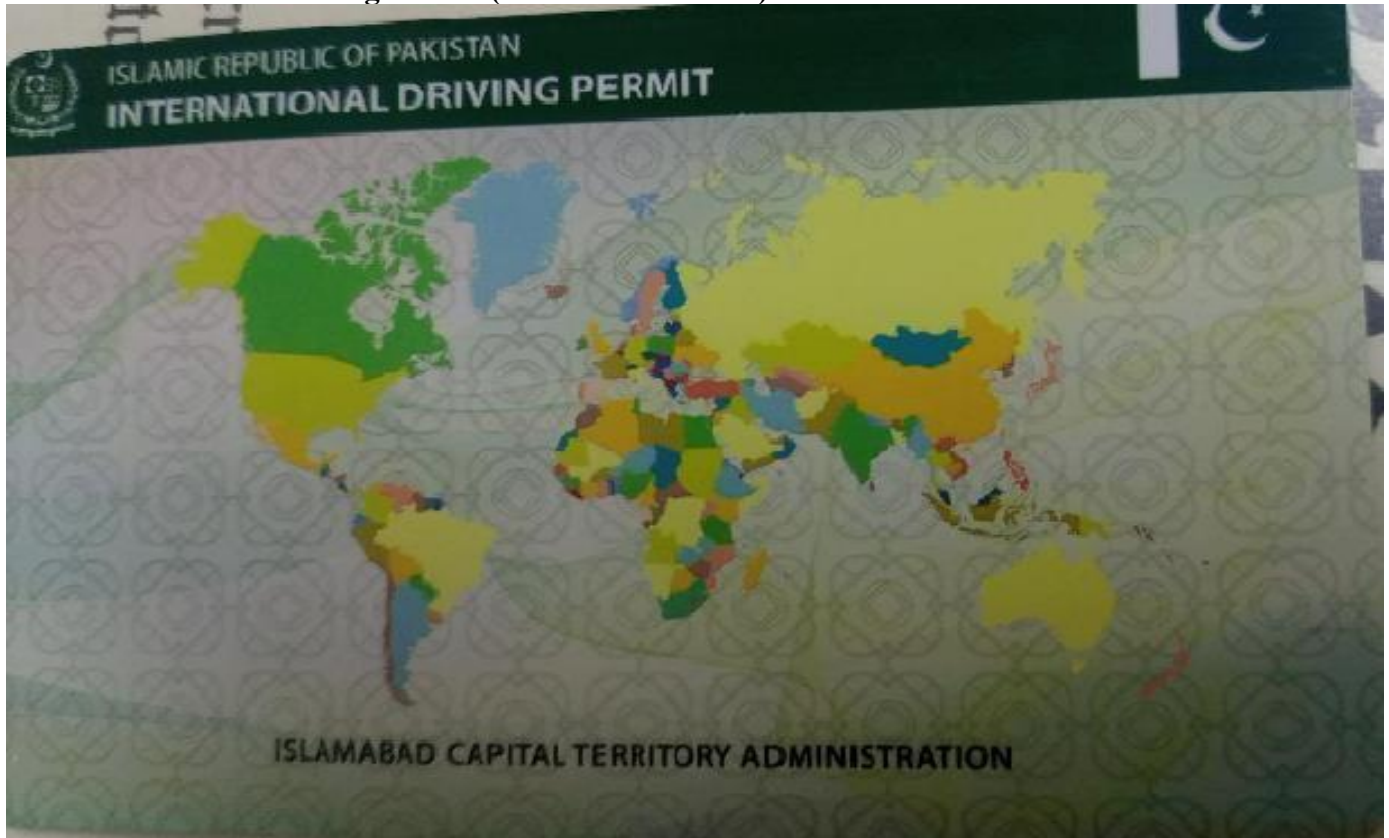 ISLAMIC REPUBLIC OF PAKISTAN
INTERNATIONAL DRIVING PERMIT
ISLAMABAD CAPITAL TERRITORY ADMINISTRATION